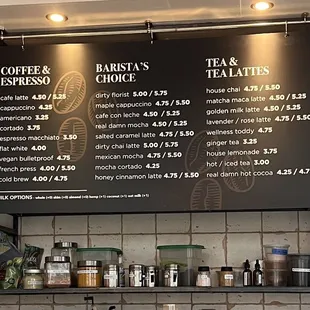 COFFEE &
ESPRESSO
cafe latte 4.50 / 5.25
cappuccino 4.50
americano 3.25
cortado 3.75
espresso macchiato 3.50
flat white 4.00
vegan bulletproof 4.75
french press 4.00 / 4.75
cold brew 4.00 / 4.75
MILK OPTIONS
BARISTA'S
CHOICE
dirty florist 5.00 / 5.75
maple cappuccino 4.75 / 5.50
cafe con leche 4.50 / 5.25
real damn mocha 4.50 / 5.25
salted caramel latte 4.75 / 5.50
dirty chai latte 5.00 / 5.75
mexican mocha 4.75 / 5.50
mocha cortado 4.25
honey cinnamon latte 4.75/5.50
TEA &
TEA LATTES
house chai 4.75 / 5.50
matcha maca latte 4.50 / 5.25
golden milk latte 4.50 / 5.25
lavender / rose latte 4.75 / 5.50
wellness toddy 4.75
ginger tea 3.25
house lemonade 3.75
hot / iced tea 3.00
real damn hot cocoa 4.25 / 4.7